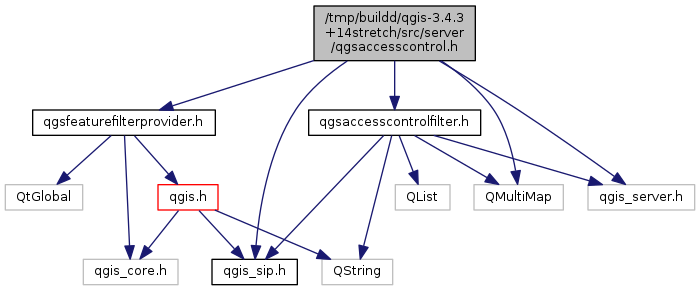 /tmp/buildd/qgis-3.4.3
+14stretch/src/server
/qgsaccesscontrol.h
qgsfeaturefilterprovider.h
qgsaccesscontrolfilter.h
QtGlobal
qgis.h
QList
QMultiMap
qgis_server.h
qgis_core.h
qgis_sip.h
QString